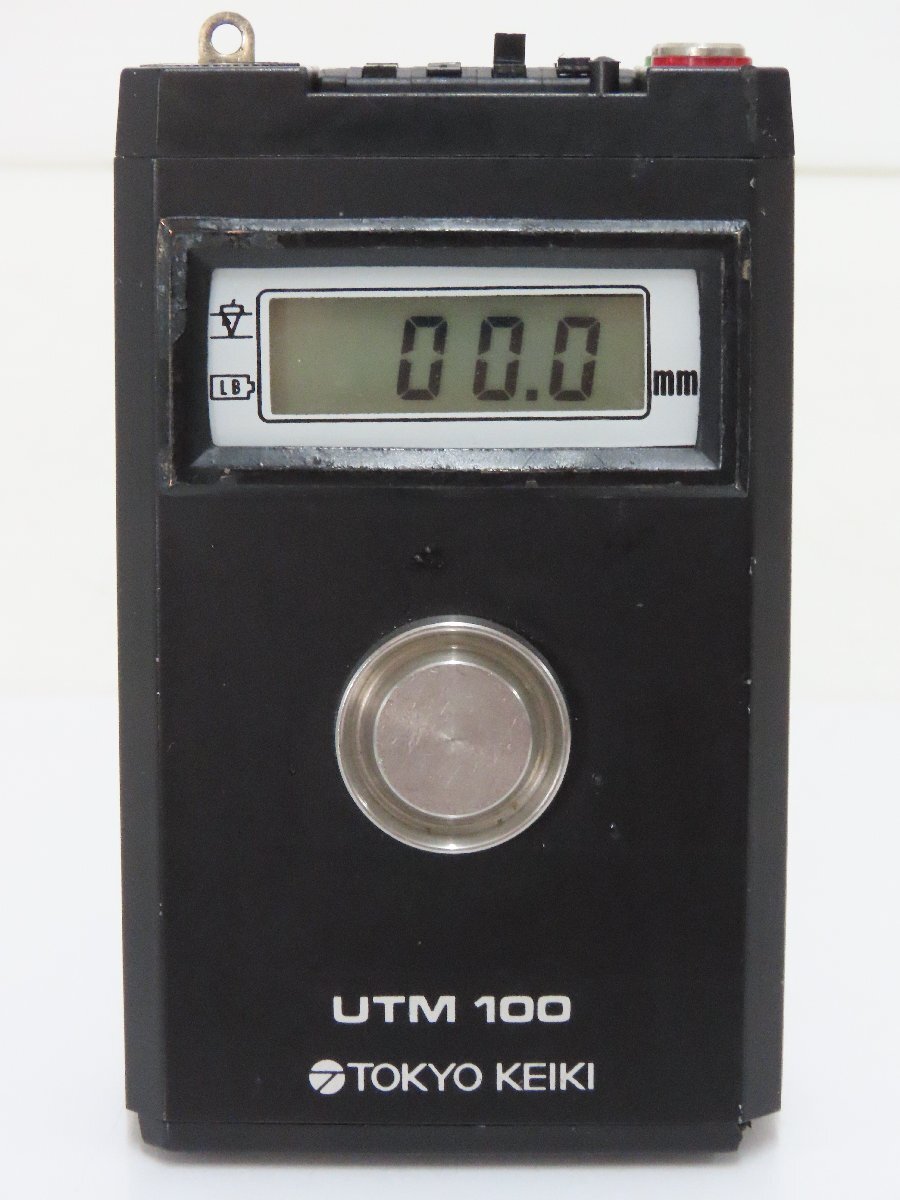 00.0
LB
mm
UTM 100
TOKYO KEIKI